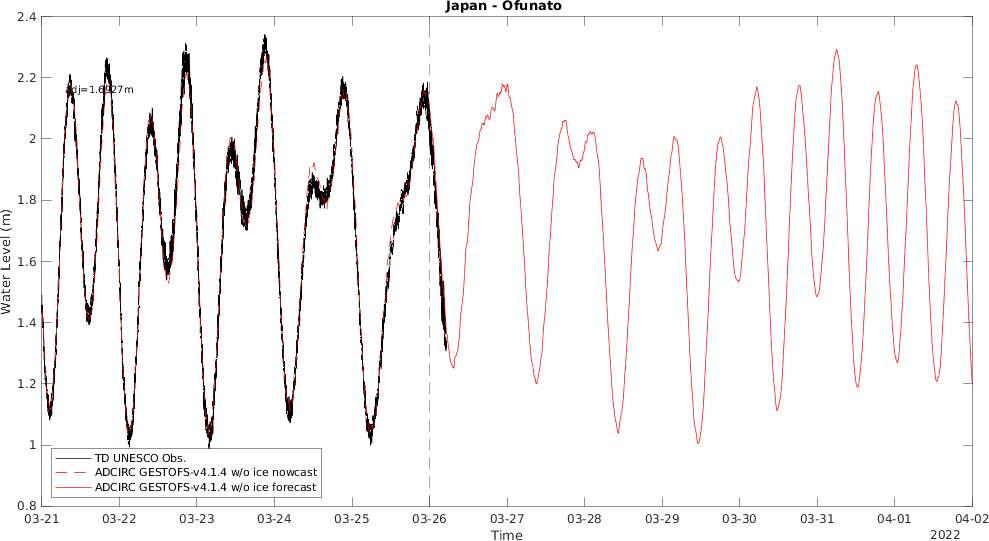 Japan - Ofunato
2.4
2.2
2
1.8
1.6
1.4
1.2
1
0.8
Water Level (m)
adj=1.6927m
TD UNESCO Obs.
ADCIRC GESTOFS-v4.1.4 w/o ice nowcast
ADCIRC GESTOFS-v4.1.4 w/o ice forecast
03-21 03-22 03-23 03-24 03-25 03-26 03-27 03-28 03-29 03-30 03-31 04-01 04-02
Time
2022